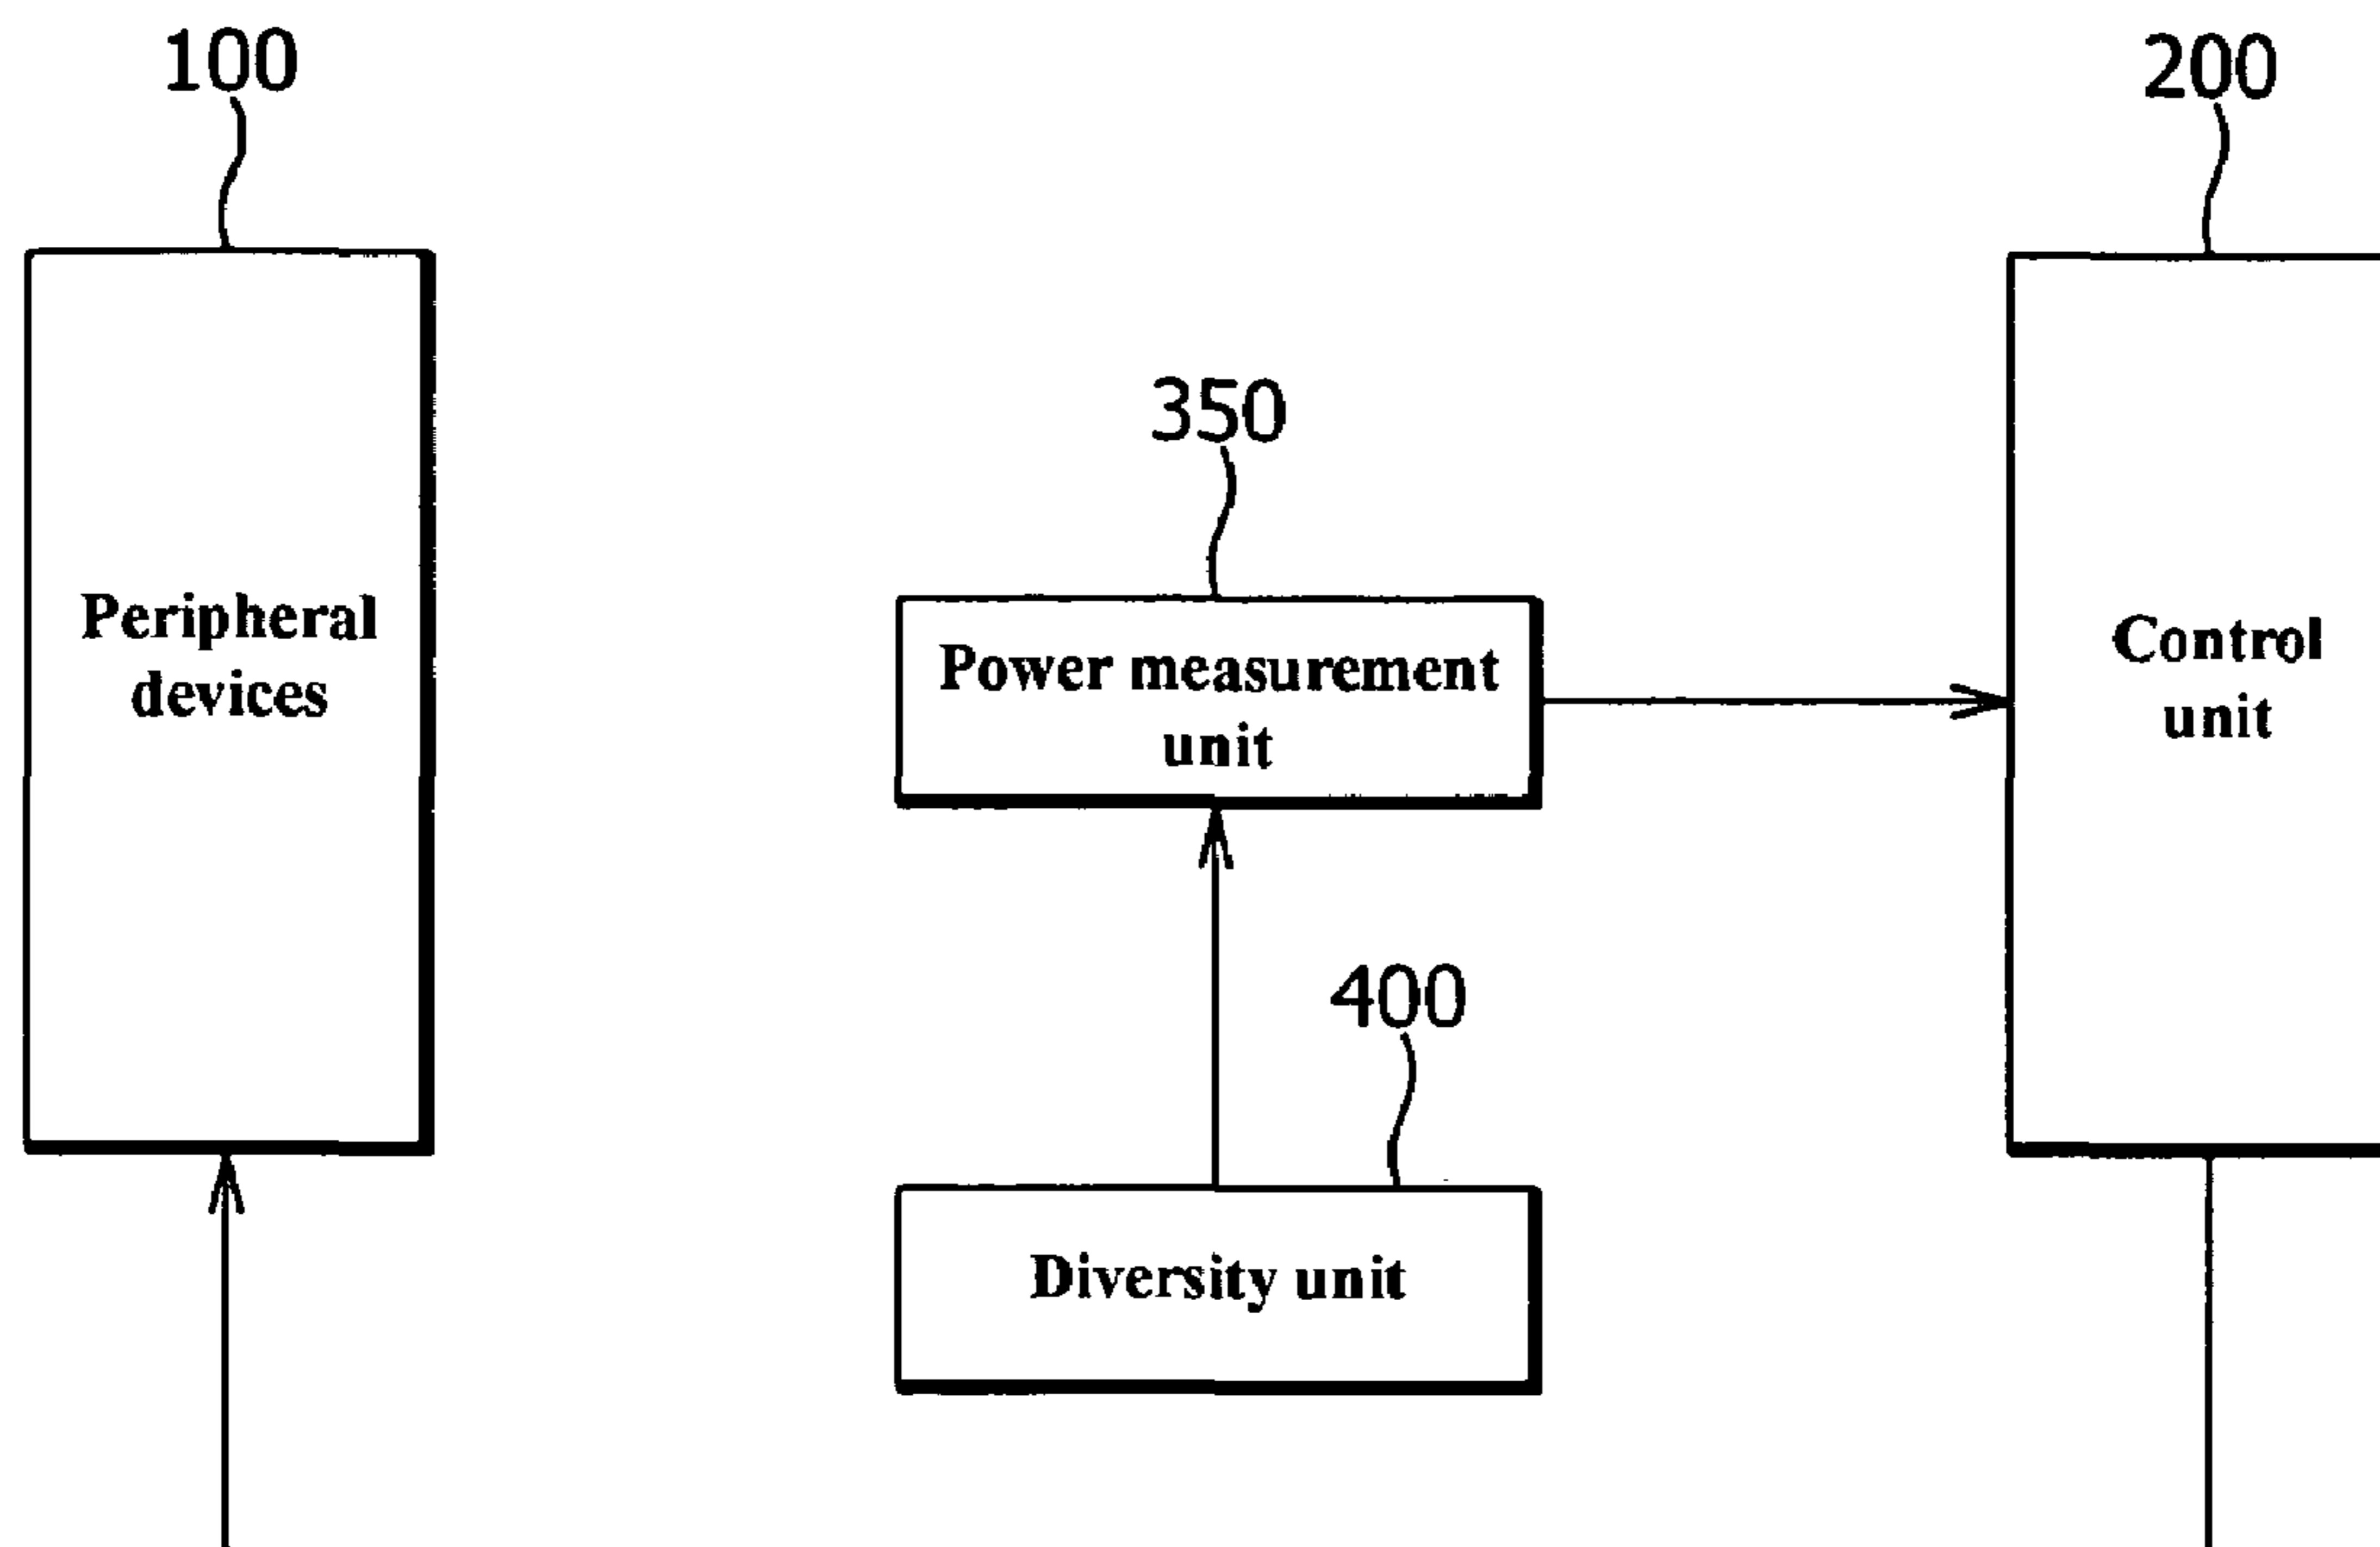 100
200
350
Peripheral
devices
Power measurement
unit
Control
unit
400
Diversity unit